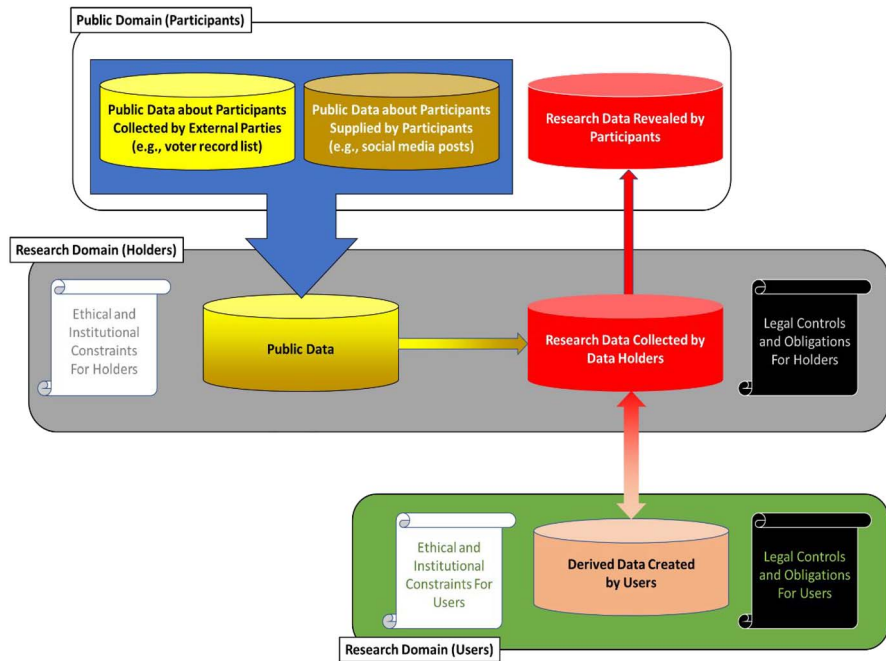 Public Domain (Participants)
Public Data about Participants
Collected by External Parties
(e.g., voter record list)
Public Data about Participants
Supplied by Participants
(e.g., social media posts)
Research Data Revealed by
Participants
Research Domain (Holders)
Ethical and
Institutional
Constraints
For Holders
Public Data
Research Data Collected by
Data Holders
Legal Controls
and Obligations
For Holders
Ethical and
Institutional
Constraints For
Users
Derived Data Created
by Users
Legal Controls
and Obligations
For Users
Research Domain (Users)